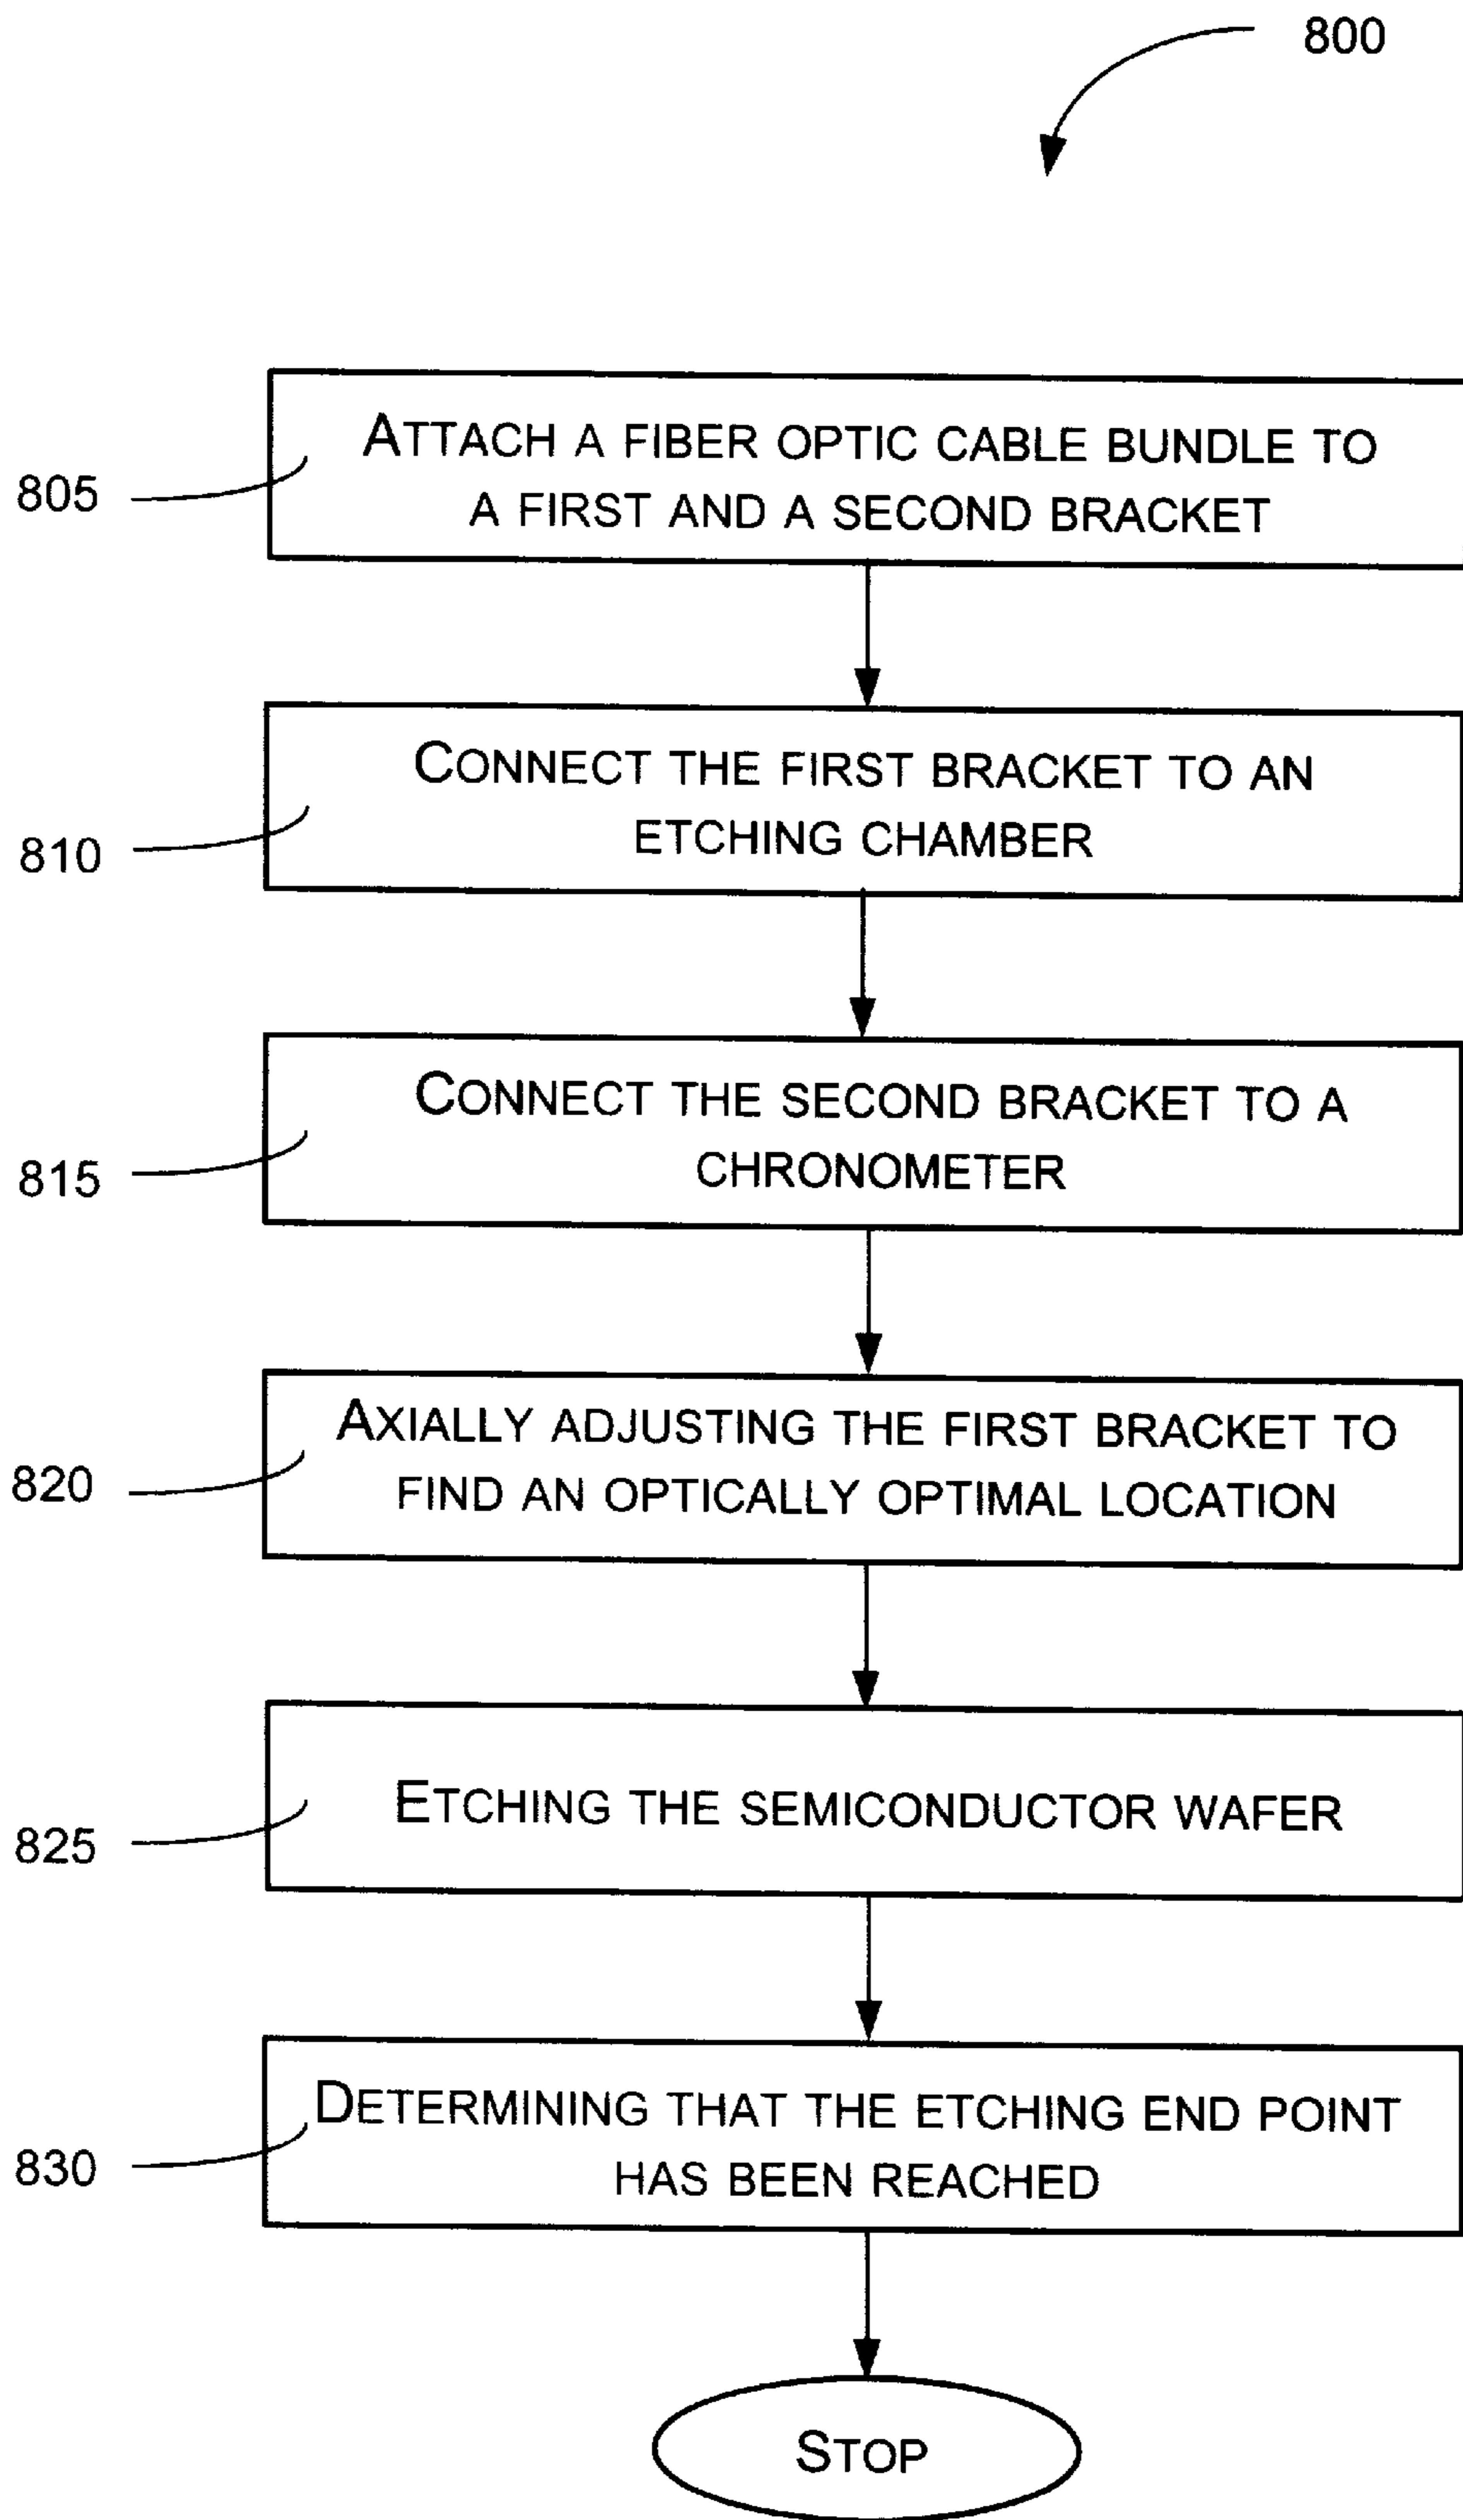 800
ATTACH A FIBER OPTIC CABLE BUNDLE TO
A FIRST AND A SECOND BRACKET
805
CONNECT THE FIRST BRACKET TO AN
ETCHING CHAMBER
810
CONNECT THE SECOND BRACKET TO A
CHRONOMETER
815
AXIALLY ADJUSTING THE FIRST BRACKET TO
FIND AN OPTICALLY OPTIMAL LOCATION
820
ETCHING THE SEMICONDUCTOR WAFER
825
DETERMINING THAT THE ETCHING END POINT
HAS BEEN REACHED
830
STOP